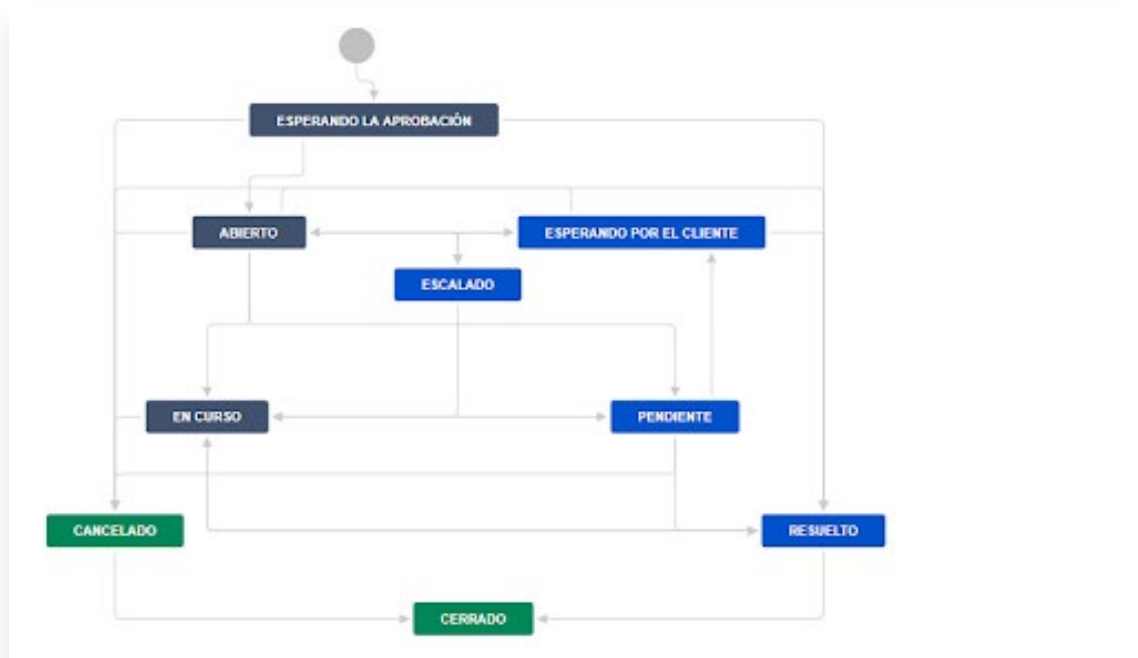 ESPERANDO LA APROBACIÓN
ABIERTO
ESPERANDO POR EL CLIENTE
ESCALADO
EN CURSO
PENDIENTE
CANCELADO
RESUELTO
CERRADO